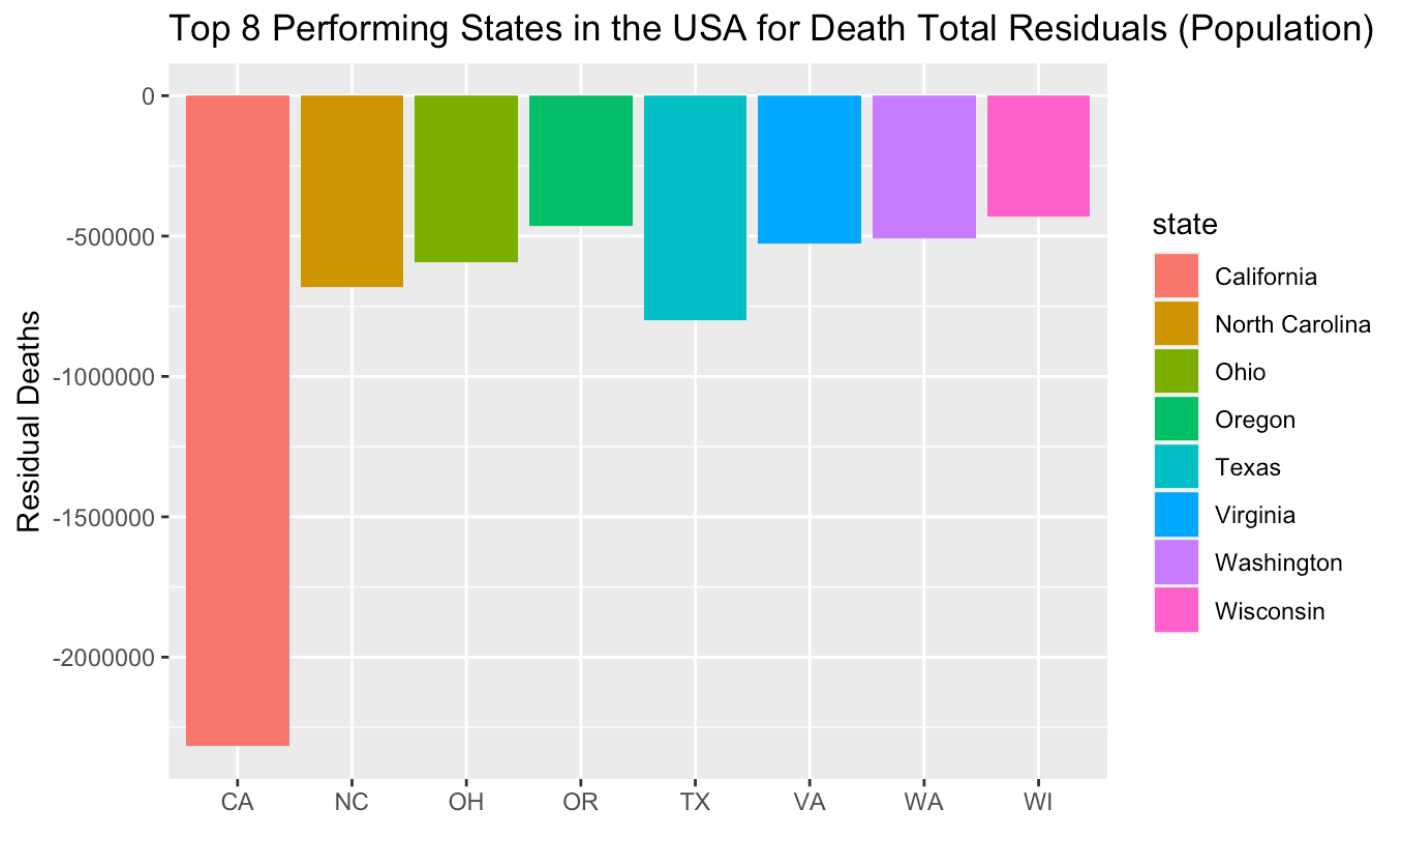 Top 8 Performing States in the USA for Death Total Residuals (Population)
Residual Deaths
0
-500000
-1000000
-1500000
-2000000
CA NC OH OR TX VA WA WI
state
California
North Carolina
Ohio
Oregon
Texas
Virginia
Washington
Wisconsin